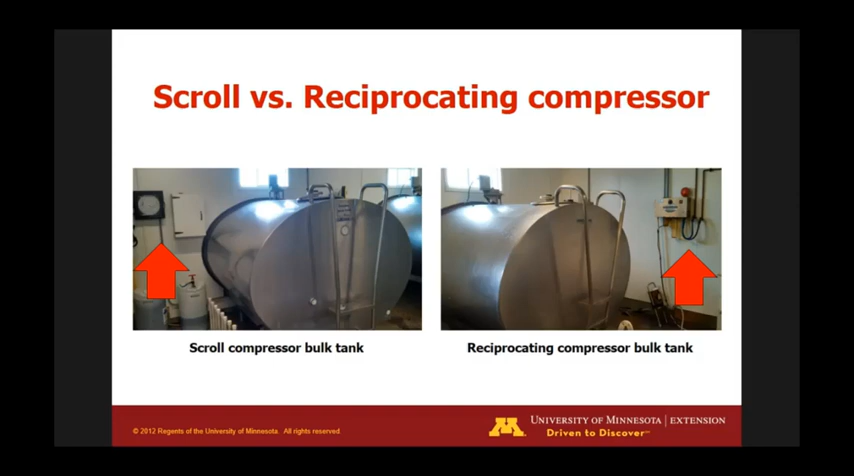 Scroll vs. Reciprocating compressor
Scroll compressor bulk tank
Reciprocating compressor bulk tank
© 2012 Regents of the University of Minnesota. All rights reserved.
UNIVERSITY OF MINNESOTA | EXTENSION
Driven to Discover℠